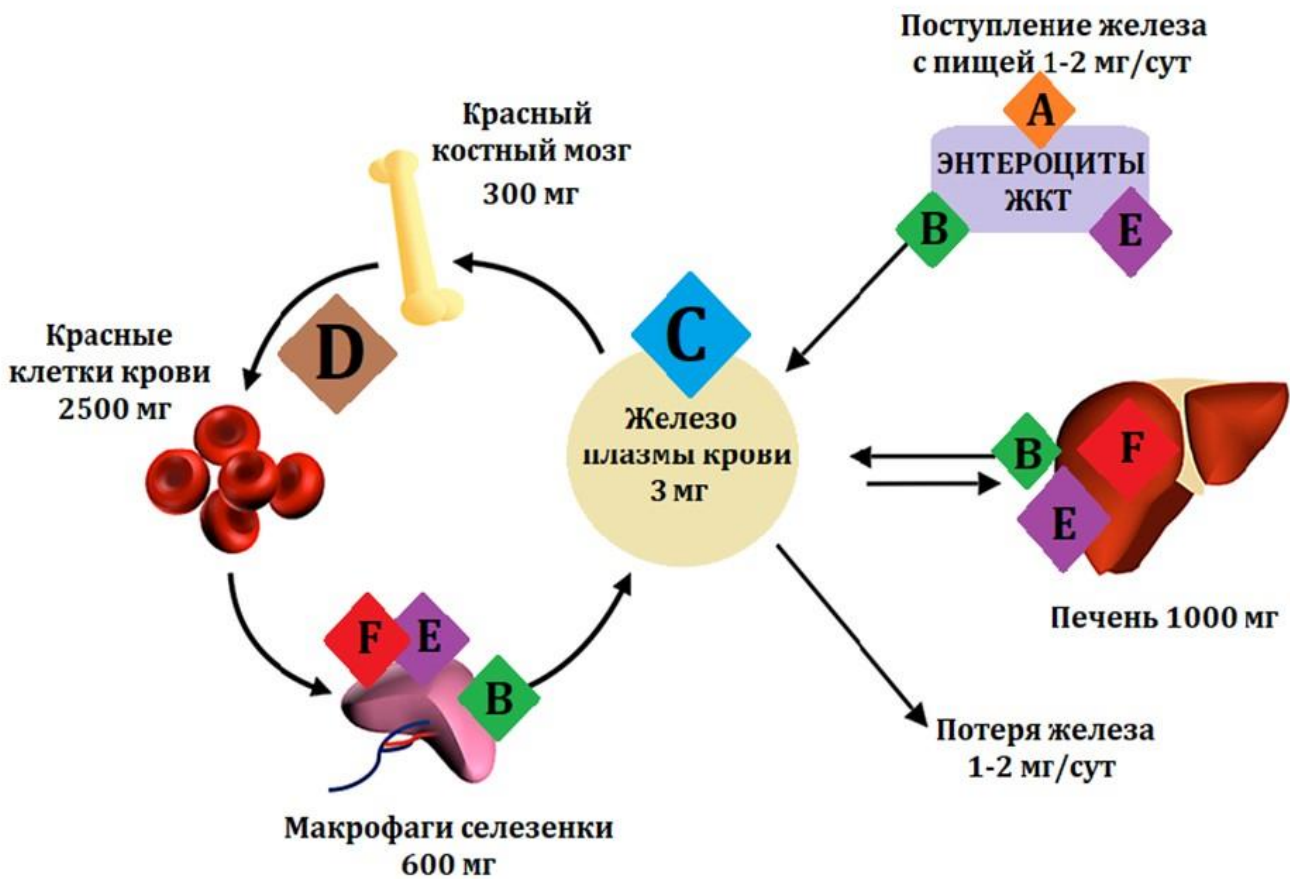 Поступление железа
с пищей 1-2 мг/сут
A
ЭНТЕРОЦИТЫ
ЖКТ
B
E
Красный
костный мозг
300 мг
D
Красные
клетки крови
2500 мг
C
Железо
плазмы крови
3 мг
B
F
E
Печень 1000 мг
F
E
B
Макрофаги селезенки
600 мг
Потеря железа
1-2 мг/сут